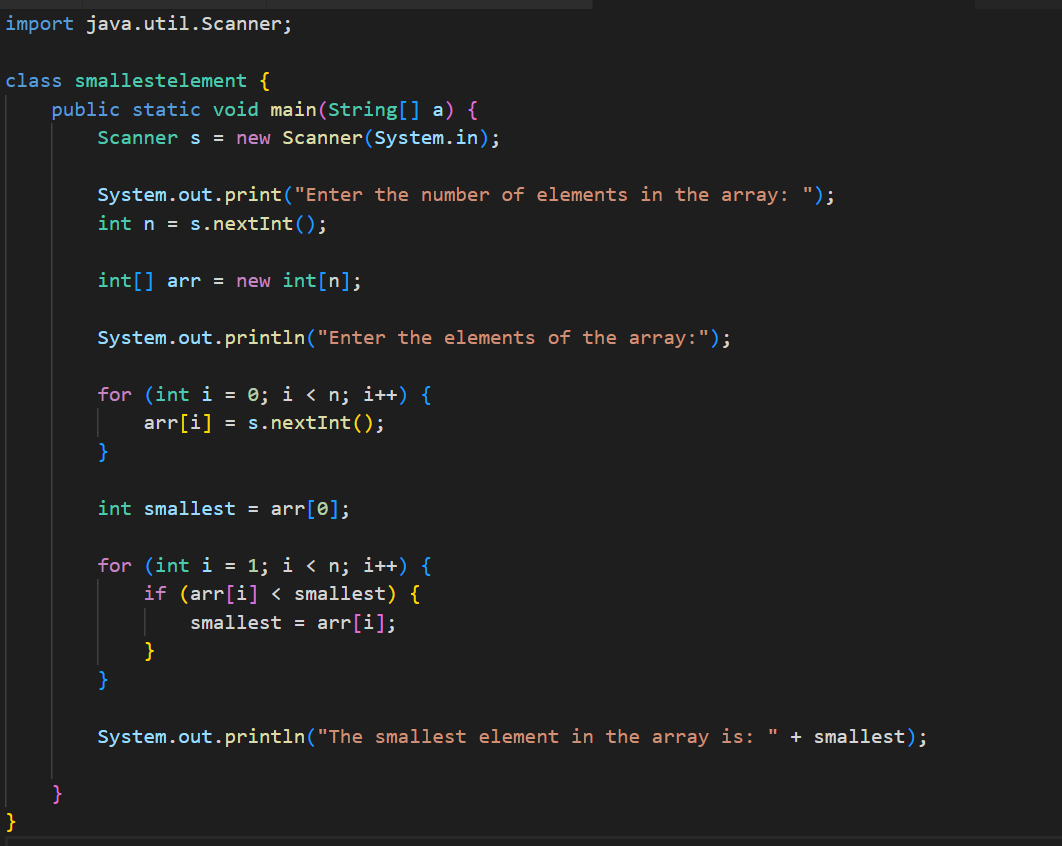 import java.util.Scanner;

class smallestelement {
    public static void main(String[] a) {
        Scanner s = new Scanner(System.in);

        System.out.print("Enter the number of elements in the array: ");
        int n = s.nextInt();

        int[] arr = new int[n];

        System.out.println("Enter the elements of the array:");

        for (int i = 0; i < n; i++) {
            arr[i] = s.nextInt();
        }

        int smallest = arr[0];

        for (int i = 1; i < n; i++) {
            if (arr[i] < smallest) {
                smallest = arr[i];
            }
        }

        System.out.println("The smallest element in the array is: " + smallest);

    }
}